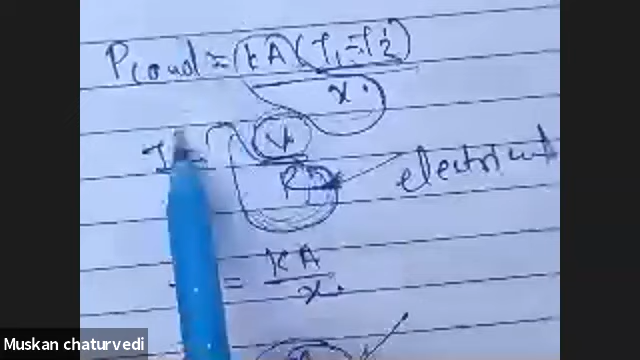 Pcond = kA (T1 - T2)
x.
I
V
R
electrical
= KA
x.
Muskan chaturvedi